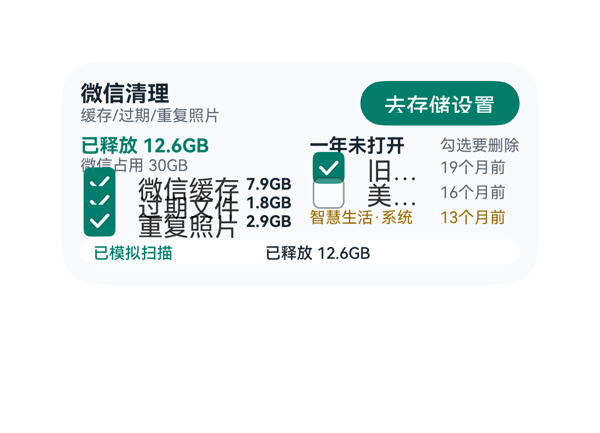 微信清理
缓存/过期/重复照片
去存储设置
已释放 12.6GB
微信占用 30GB
微信缓存 7.9GB
过期文件 1.8GB
重复照片 2.9GB
一年未打开 勾选要删除
旧... 19个月前
美... 16个月前
智慧生活·系统 13个月前
已模拟扫描 已释放 12.6GB